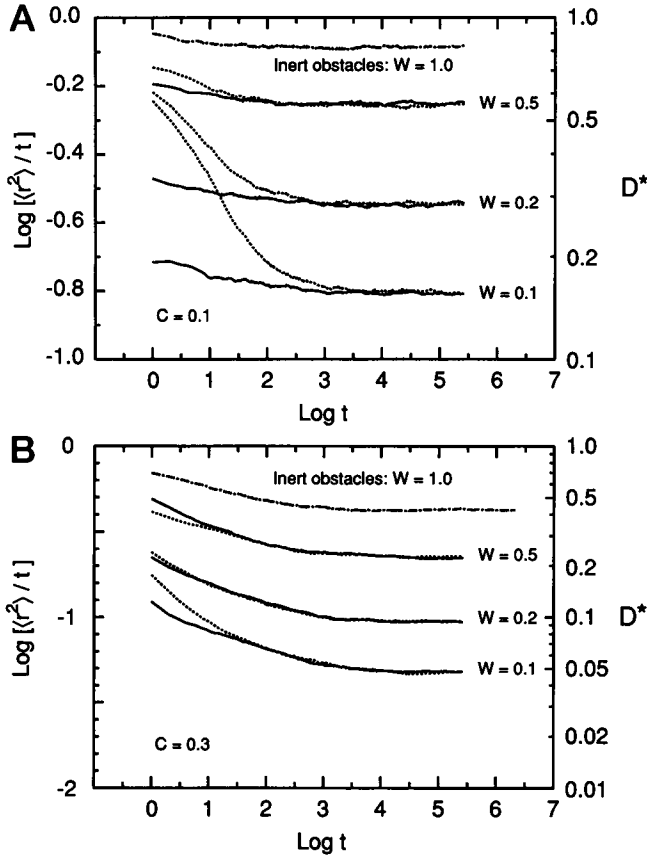 A
0.0
-0.2
-0.4
-0.6
-0.8
-1.0
Log [⟨r²⟩ / t]
1.0
0.5
0.2
0.1
D*
Inert obstacles: W = 1.0
W = 0.5
W = 0.2
W = 0.1
C = 0.1
0 1 2 3 4 5 6 7
Log t
B
0
-1
-2
Log [⟨r²⟩ / t]
1.0
0.5
0.2
0.1
0.05
0.02
0.01
D*
Inert obstacles: W = 1.0
W = 0.5
W = 0.2
W = 0.1
C = 0.3
0 1 2 3 4 5 6 7
Log t